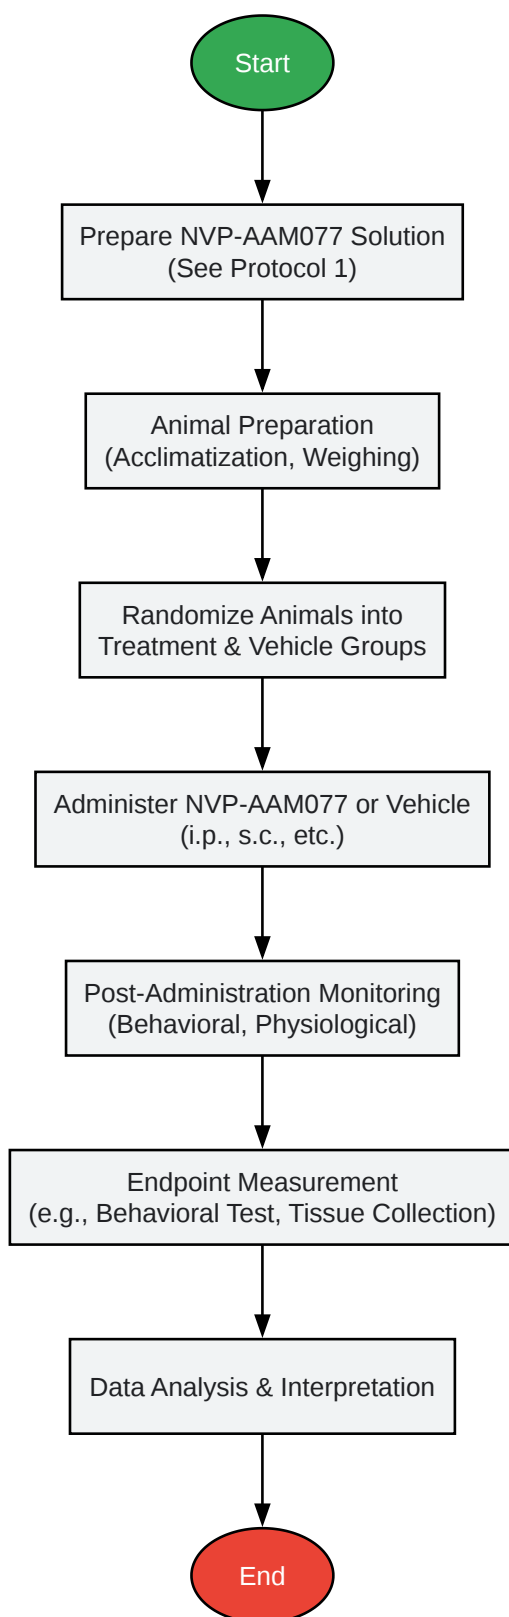 Start
Prepare NVP-AAM077 Solution
(See Protocol 1)
Animal Preparation
(Acclimatization, Weighing)
Randomize Animals into
Treatment & Vehicle Groups
Administer NVP-AAM077 or Vehicle
(i.p., s.c., etc.)
Post-Administration Monitoring
(Behavioral, Physiological)
Endpoint Measurement
(e.g., Behavioral Test, Tissue Collection)
Data Analysis & Interpretation
End